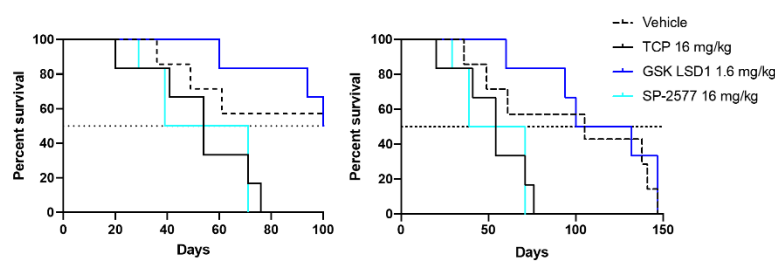 Vehicle
TCP 16 mg/kg
GSK LSD1 1.6 mg/kg
SP-2577 16 mg/kg
Percent survival
100
80
60
40
20
0
0 20 40 60 80 100
Days
Percent survival
100
80
60
40
20
0
0 50 100 150
Days